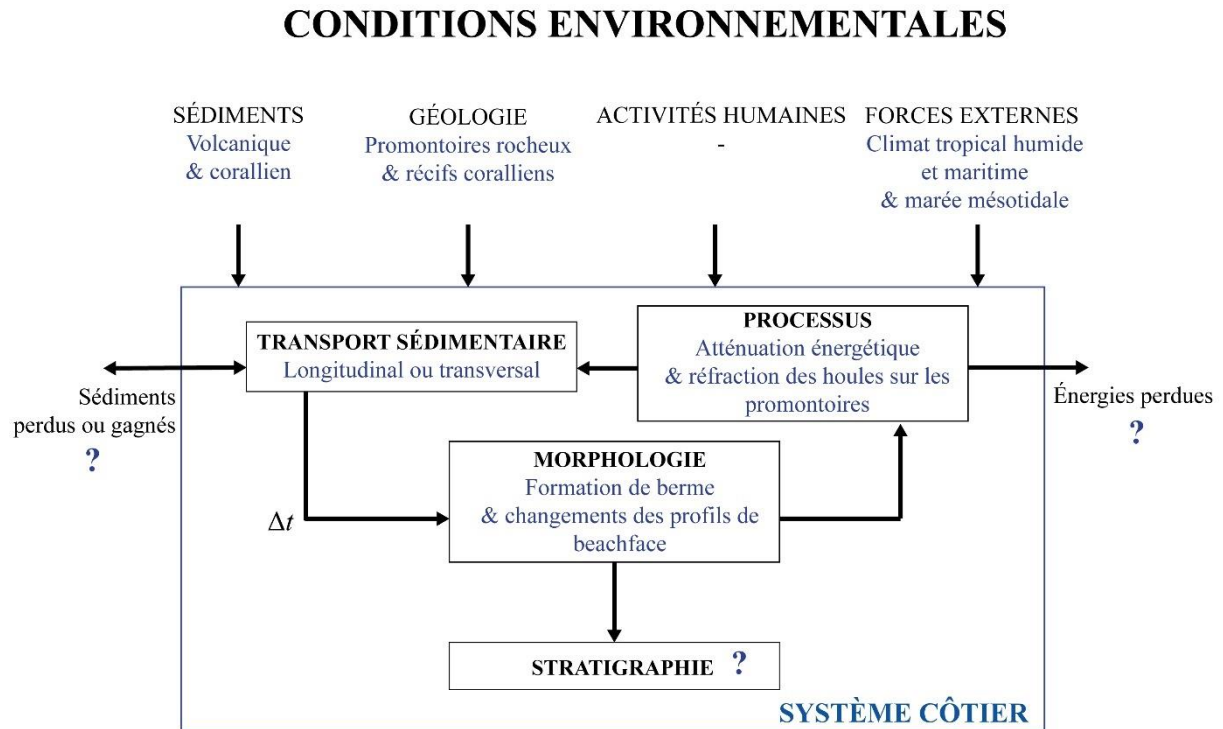 CONDITIONS ENVIRONNEMENTALES
SÉDIMENTS
Volcanique
& corallien
GÉOLOGIE
Promontoires rocheux
& récifs coralliens
ACTIVITÉS HUMAINES
-
FORCES EXTERNES
Climat tropical humide
et maritime
& marée mésotidale
TRANSPORT SÉDIMENTAIRE
Longitudinal ou transversal
PROCESSUS
Atténuation énergétique
& réfraction des houles sur les
promontoires
Sédiments
perdus ou gagnés
?
Énergies perdues
?
MORPHOLOGIE
Formation de berme
& changements des profils de
beachface
Δt
STRATIGRAPHIE ?
SYSTÈME CÔTIER